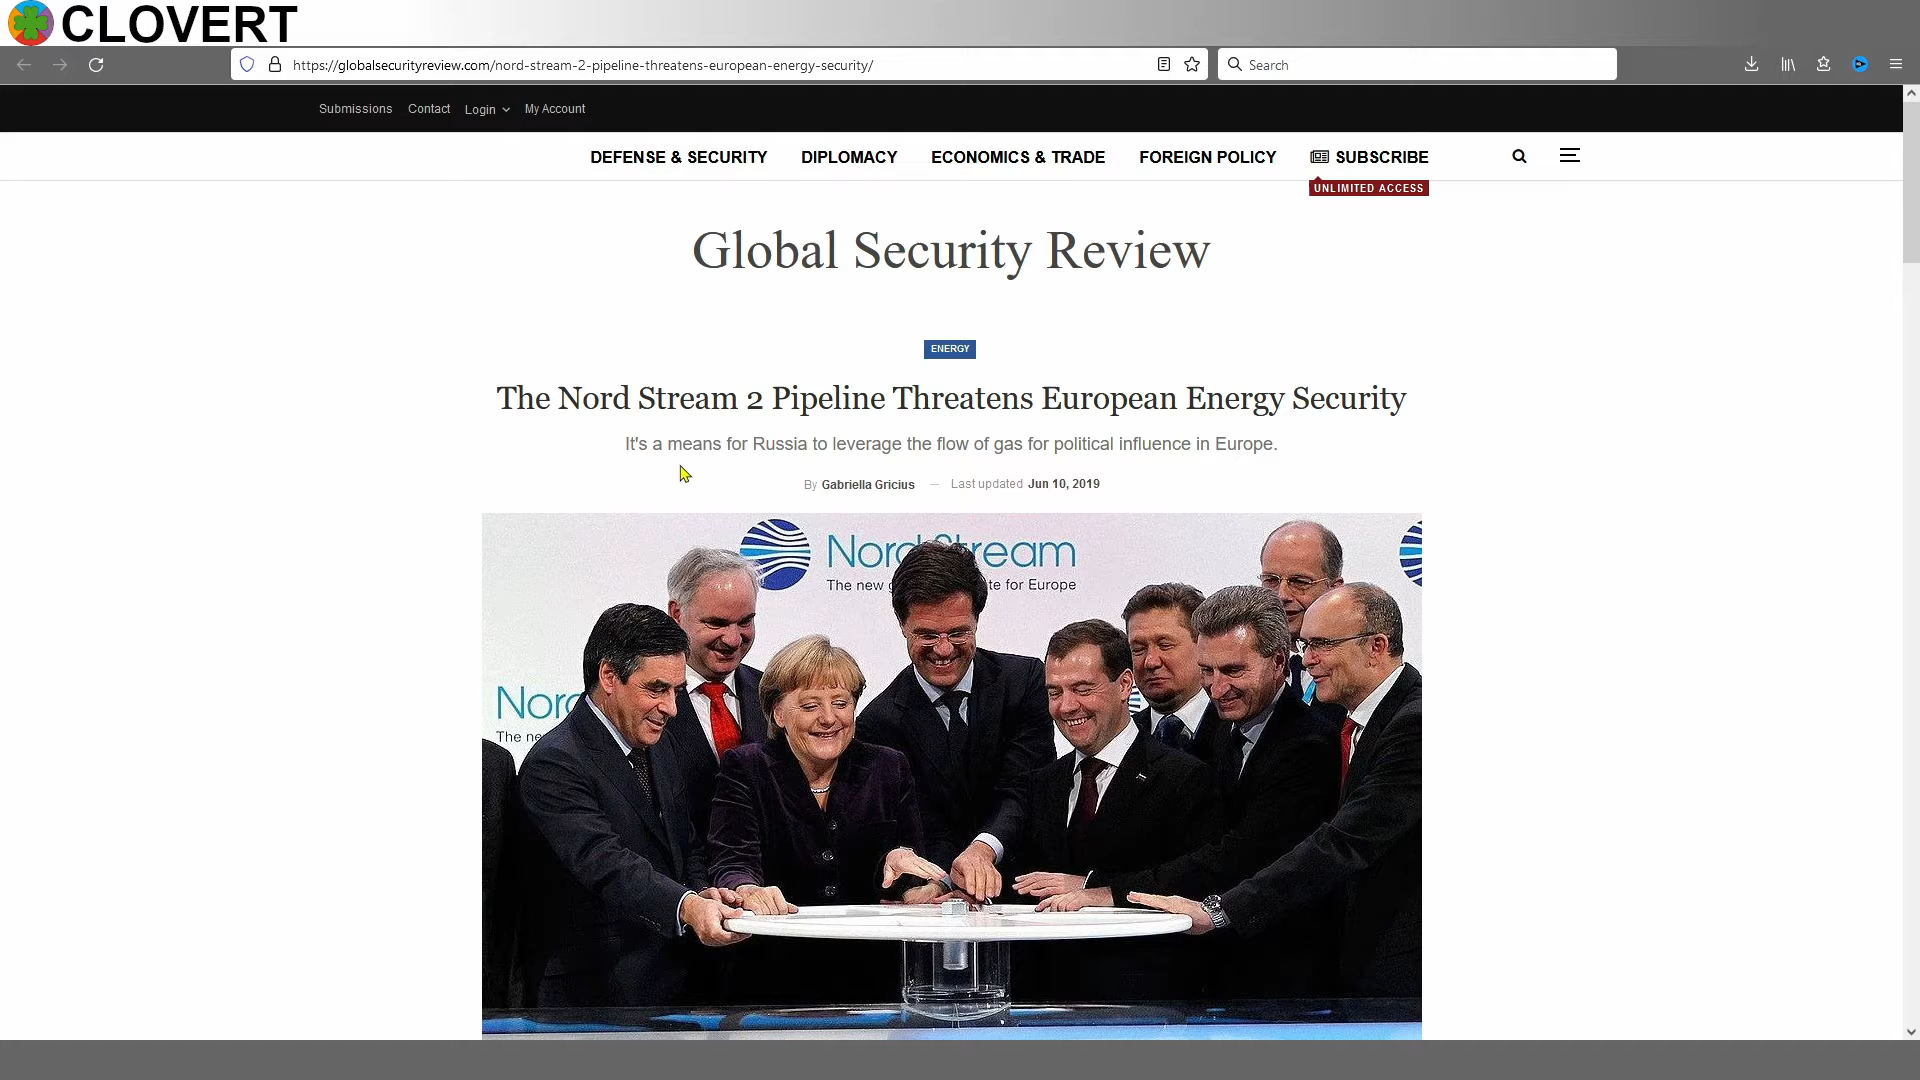 CLOVERT
https://globalsecurityreview.com/nord-stream-2-pipeline-threatens-european-energy-security/
Search
Submissions Contact Login My Account
DEFENSE & SECURITY DIPLOMACY ECONOMICS & TRADE FOREIGN POLICY SUBSCRIBE
UNLIMITED ACCESS
Global Security Review
ENERGY
The Nord Stream 2 Pipeline Threatens European Energy Security
It's a means for Russia to leverage the flow of gas for political influence in Europe.
By Gabriella Gricius — Last updated Jun 10, 2019
Nord Stream
The new g te for Europe
Nord
The ne